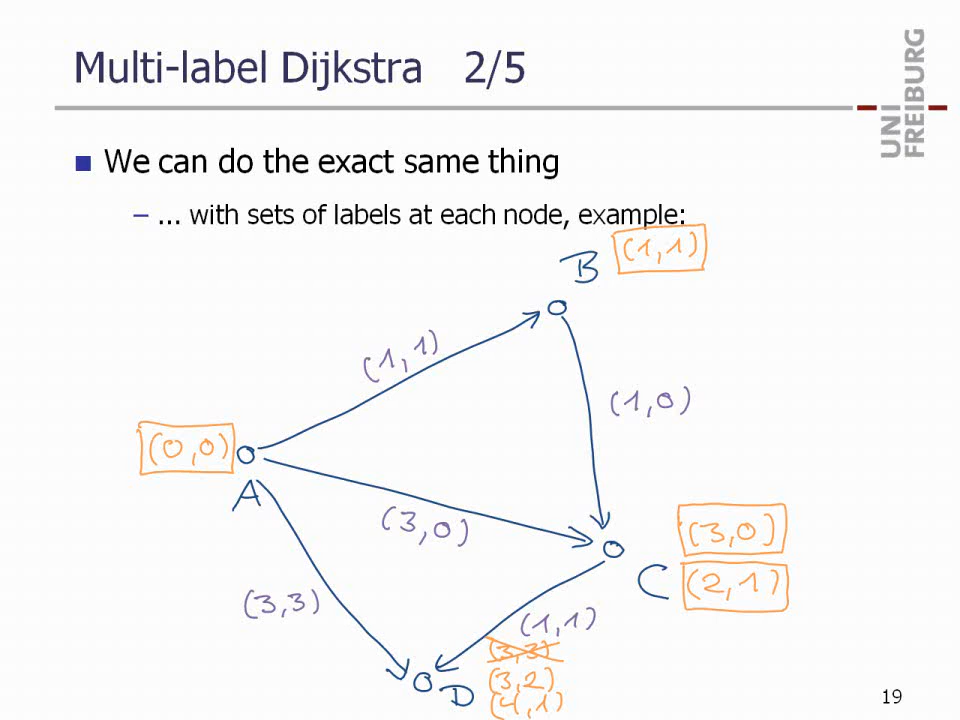 Multi-label Dijkstra 2/5
UNI
FREIBURG
We can do the exact same thing
– ... with sets of labels at each node, example:
B (1,1)
(1,1)
(1,0)
(0,0)
A
(3,0)
(3,0)
C (2,1)
(3,3)
(1,1)
(3,3)
(3,2)
D (4,1)
19